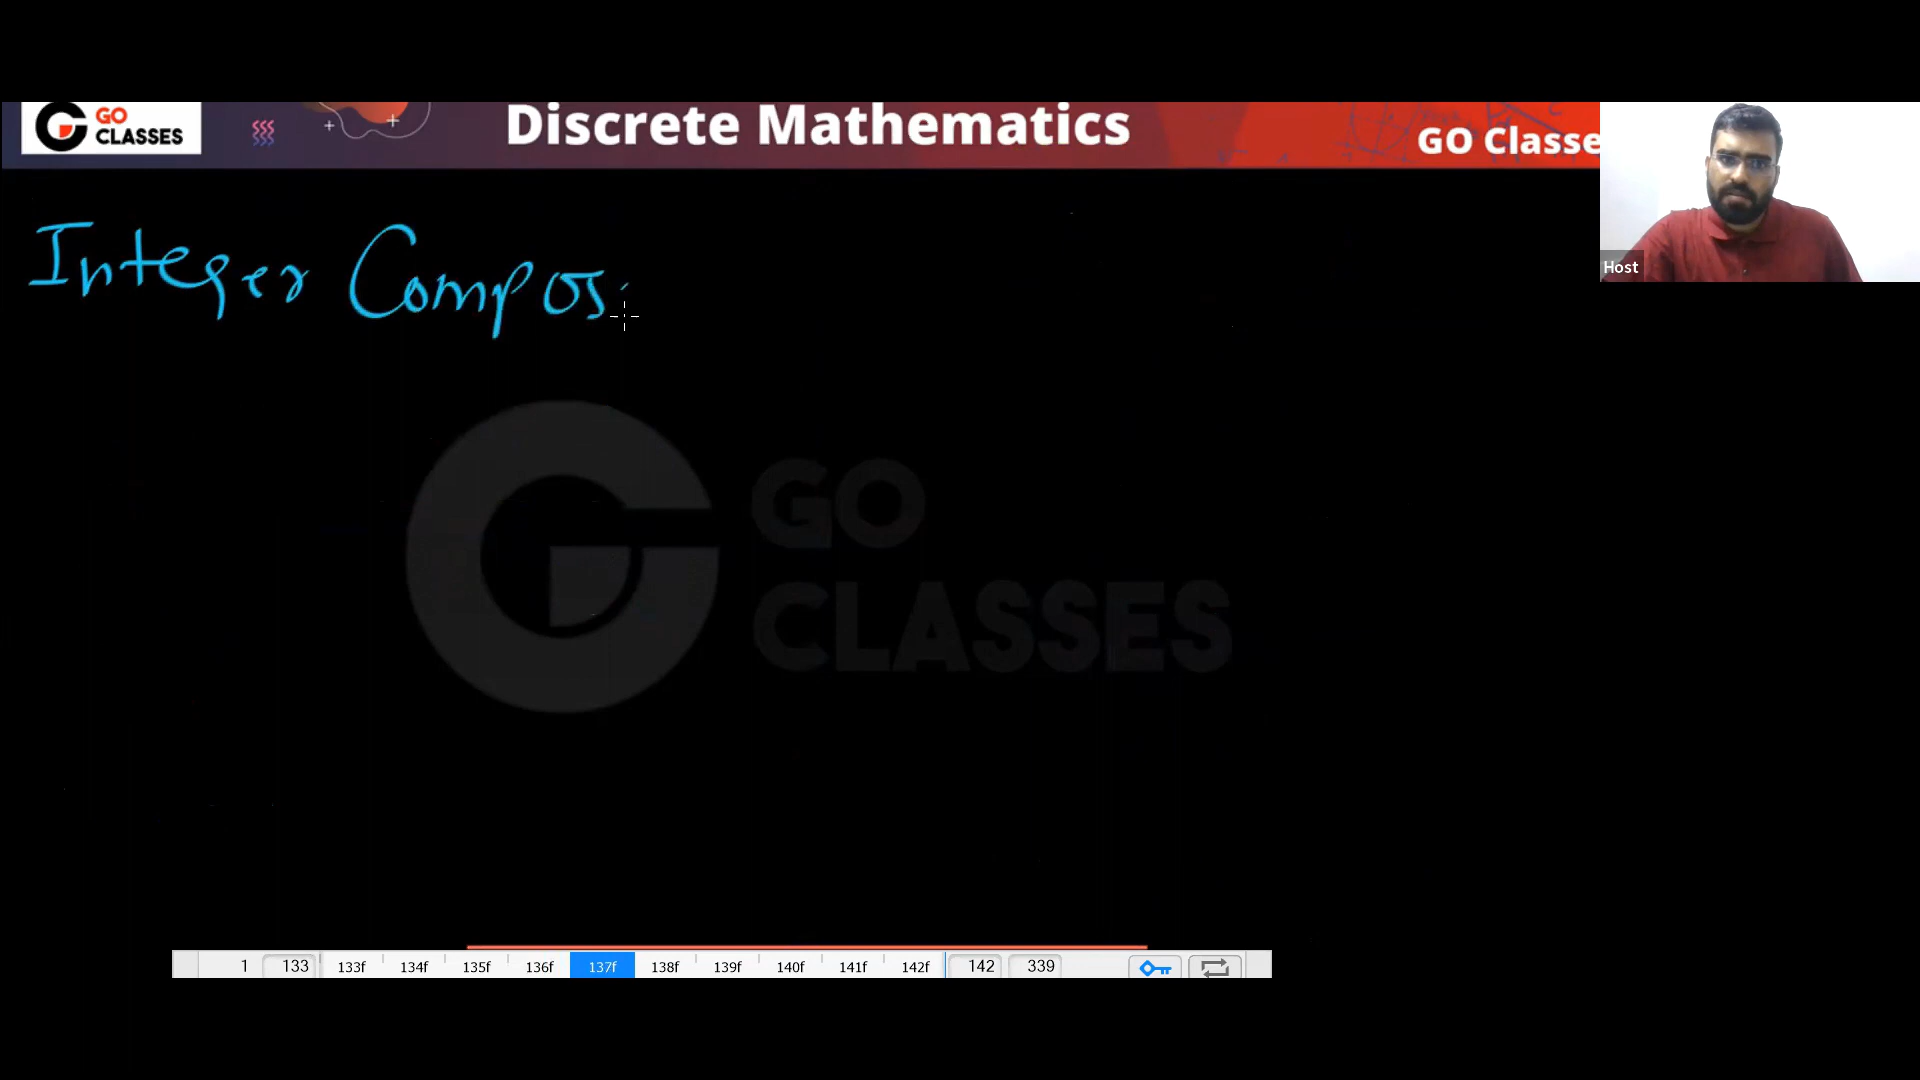 GO
CLASSES
Discrete Mathematics
GO Classe
Host
Integer Compos
GO
CLASSES
1 133 133f 134f 135f 136f 137f 138f 139f 140f 141f 142f 142 339